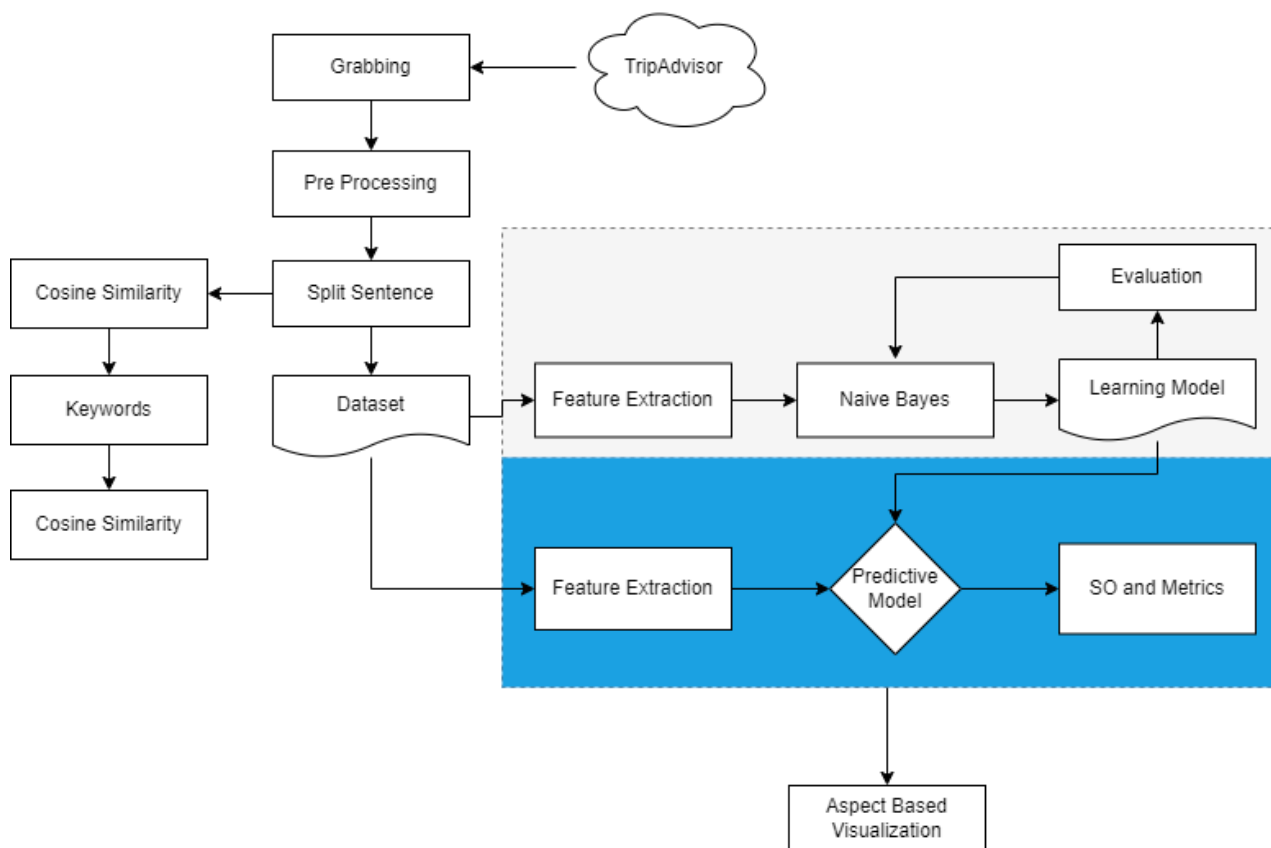 Grabbing
TripAdvisor
Pre Processing
Cosine Similarity
Split Sentence
Evaluation
Keywords
Dataset
Feature Extraction
Naive Bayes
Learning Model
Cosine Similarity
Feature Extraction
Predictive
Model
SO and Metrics
Aspect Based
Visualization